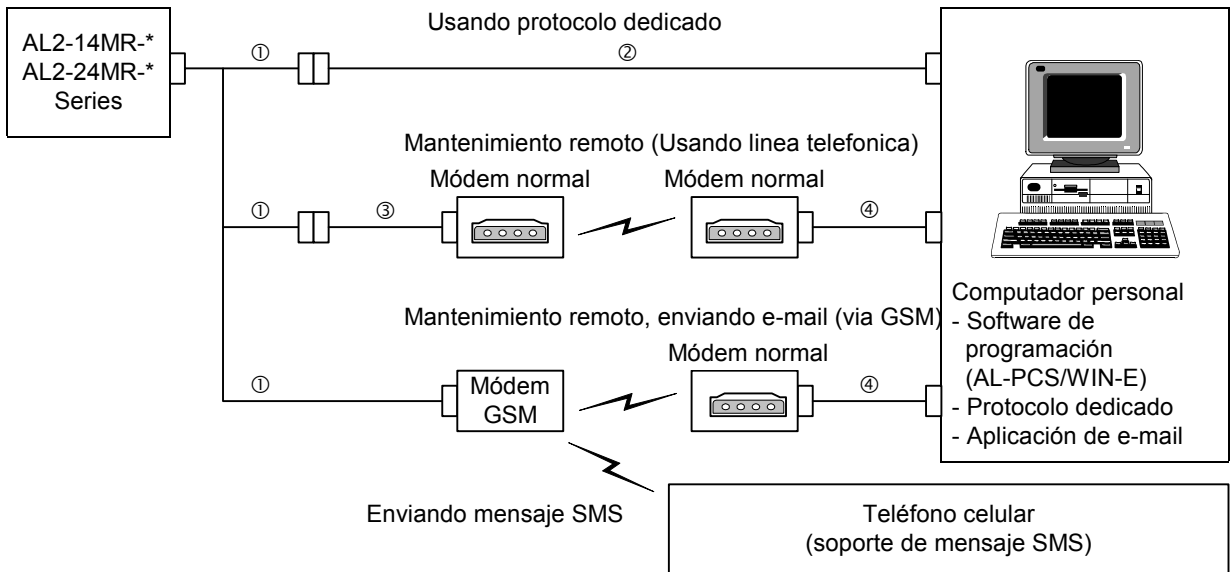 Usando protocolo dedicado
AL2-14MR-*
AL2-24MR-*
Series
①
②
Mantenimiento remoto (Usando linea telefonica)
Módem normal
Módem normal
①
③
④
Mantenimiento remoto, enviando e-mail (via GSM)
Módem normal
①
Módem
GSM
④
Computador personal
- Software de
programación
(AL-PCS/WIN-E)
- Protocolo dedicado
- Aplicación de e-mail
Enviando mensaje SMS
Teléfono celular
(soporte de mensaje SMS)